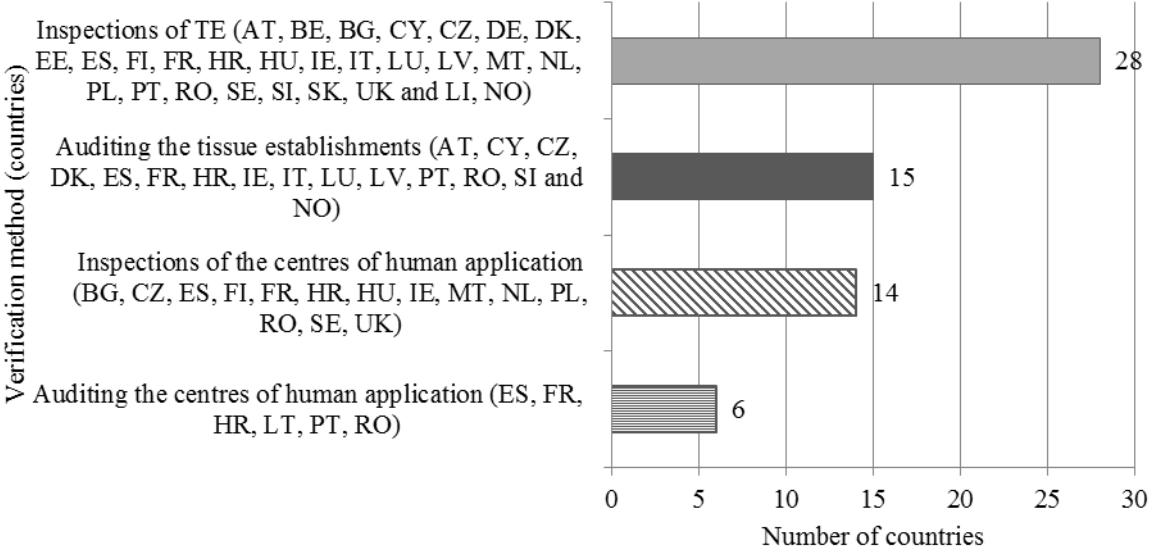 Verification method (countries)
Inspections of TE (AT, BE, BG, CY, CZ, DE, DK,
EE, ES, FI, FR, HR, HU, IE, IT, LU, LV, MT, NL,
PL, PT, RO, SE, SI, SK, UK and LI, NO)
28
Auditing the tissue establishments (AT, CY, CZ,
DK, ES, FR, HR, IE, IT, LU, LV, PT, RO, SI and
NO)
15
Inspections of the centres of human application
(BG, CZ, ES, FI, FR, HR, HU, IE, MT, NL, PL,
RO, SE, UK)
14
Auditing the centres of human application (ES, FR,
HR, LT, PT, RO)
6
0 5 10 15 20 25 30
Number of countries